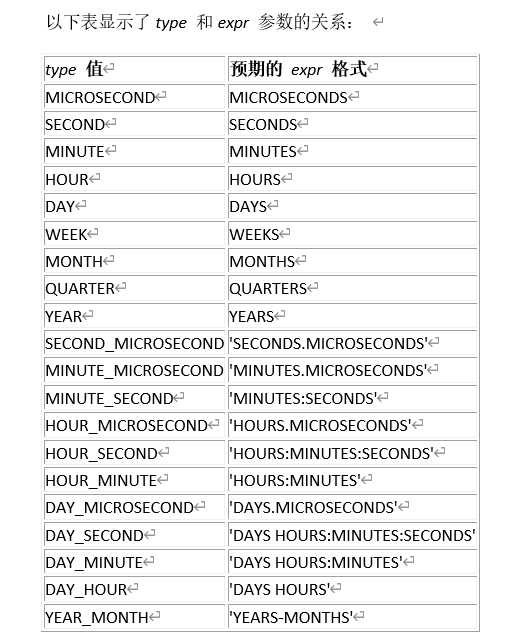 以下表显示了 type 和 expr 参数的关系：
type 值 预期的 expr 格式
MICROSECOND MICROSECONDS
SECOND SECONDS
MINUTE MINUTES
HOUR HOURS
DAY DAYS
WEEK WEEKS
MONTH MONTHS
QUARTER QUARTERS
YEAR YEARS
SECOND_MICROSECOND 'SECONDS.MICROSECONDS'
MINUTE_MICROSECOND 'MINUTES.MICROSECONDS'
MINUTE_SECOND 'MINUTES:SECONDS'
HOUR_MICROSECOND 'HOURS.MICROSECONDS'
HOUR_SECOND 'HOURS:MINUTES:SECONDS'
HOUR_MINUTE 'HOURS:MINUTES'
DAY_MICROSECOND 'DAYS.MICROSECONDS'
DAY_SECOND 'DAYS HOURS:MINUTES:SECONDS'
DAY_MINUTE 'DAYS HOURS:MINUTES'
DAY_HOUR 'DAYS HOURS'
YEAR_MONTH 'YEARS-MONTHS'